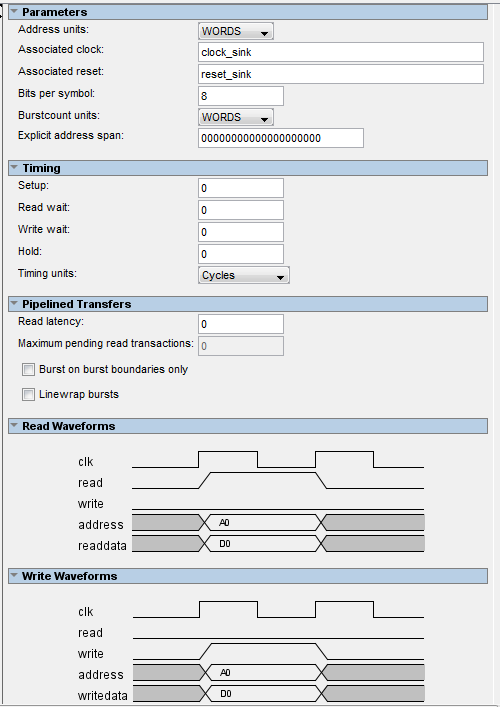 Parameters
Address units: WORDS
Associated clock: clock_sink
Associated reset: reset_sink
Bits per symbol: 8
Burstcount units: WORDS
Explicit address span: 00000000000000000000
Timing
Setup: 0
Read wait: 0
Write wait: 0
Hold: 0
Timing units: Cycles
Pipelined Transfers
Read latency: 0
Maximum pending read transactions: 0
Burst on burst boundaries only
Linewrap bursts
Read Waveforms
clk
read
write
address A0
readdata D0
Write Waveforms
clk
read
write
address A0
writedata D0